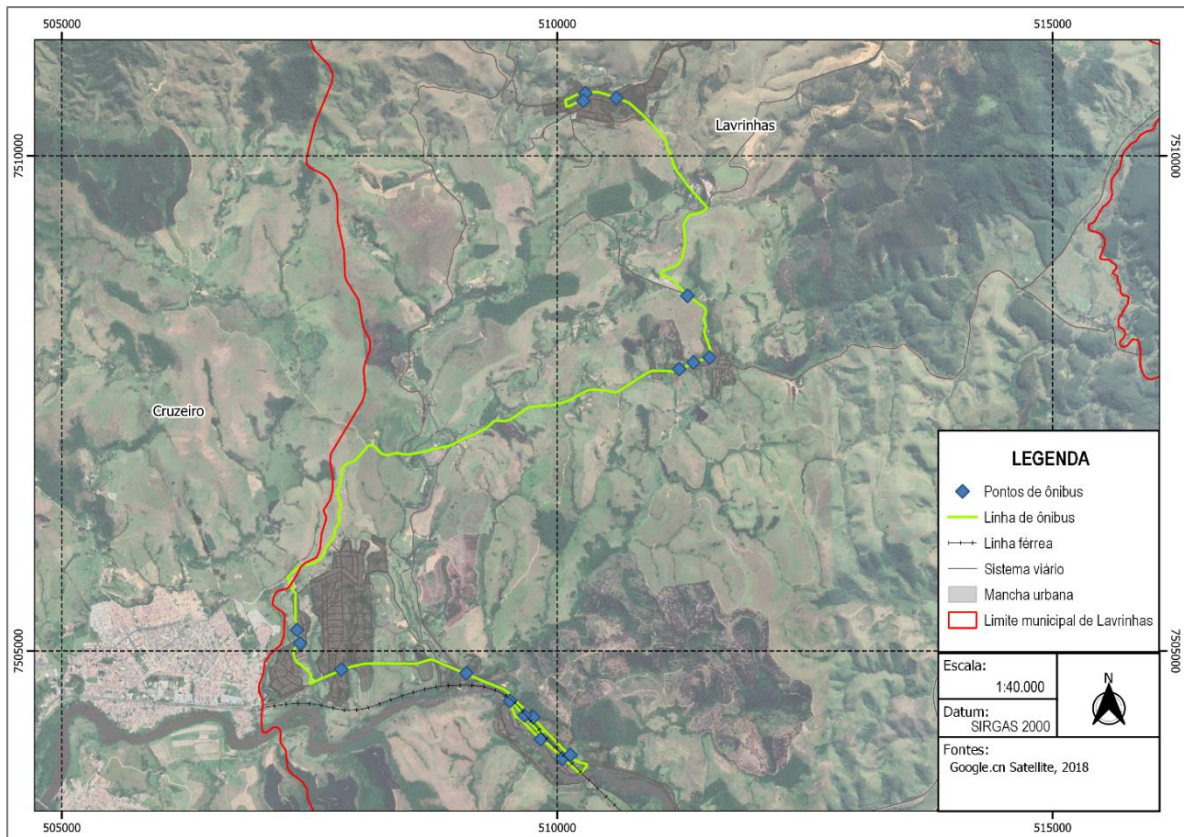 505000
510000
515000
Lavrinhas
7510000
7510000
Cruzeiro
LEGENDA
Pontos de ônibus
Linha de ônibus
Linha férrea
Sistema viário
Mancha urbana
Limite municipal de Lavrinhas
7505000
7505000
Escala:
1:40.000
N
Datum:
SIRGAS 2000
Fontes:
Google.cn Satellite, 2018
505000
510000
515000